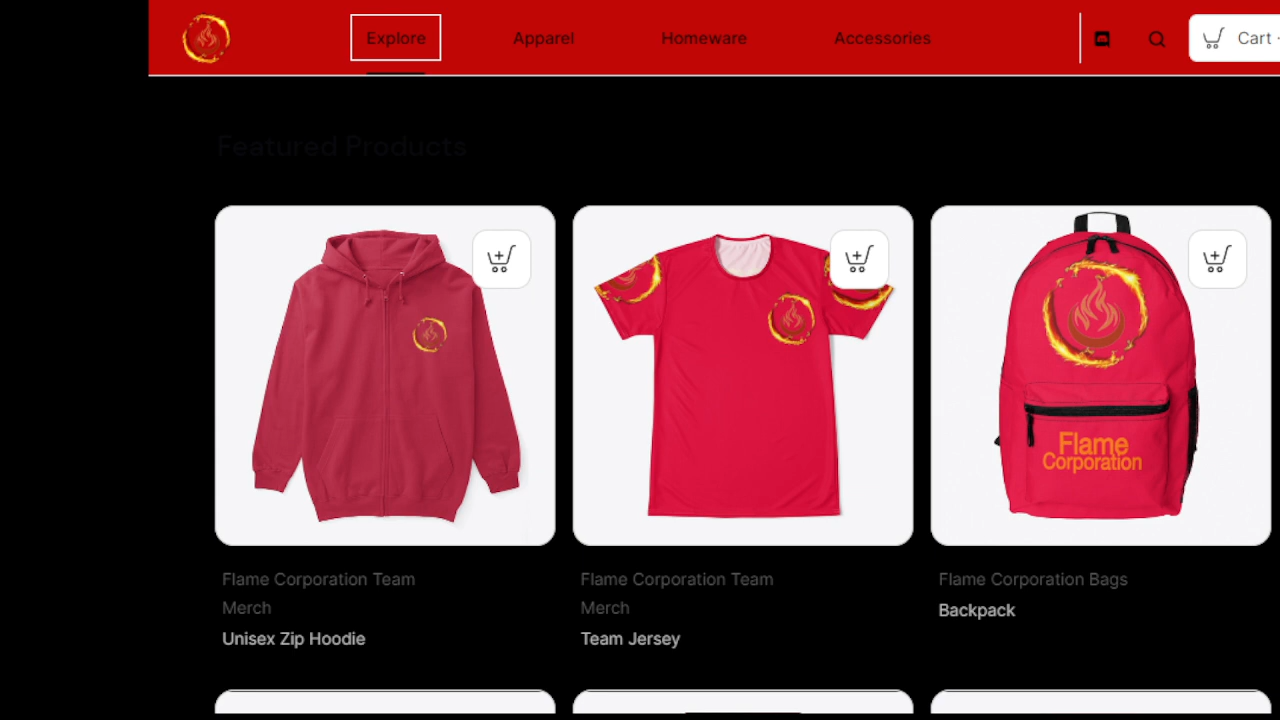 Explore Apparel Homeware Accessories Cart
Featured Products
Flame
Corporation
Flame Corporation Team
Merch
Unisex Zip Hoodie
Flame Corporation Team
Merch
Team Jersey
Flame Corporation Bags
Backpack